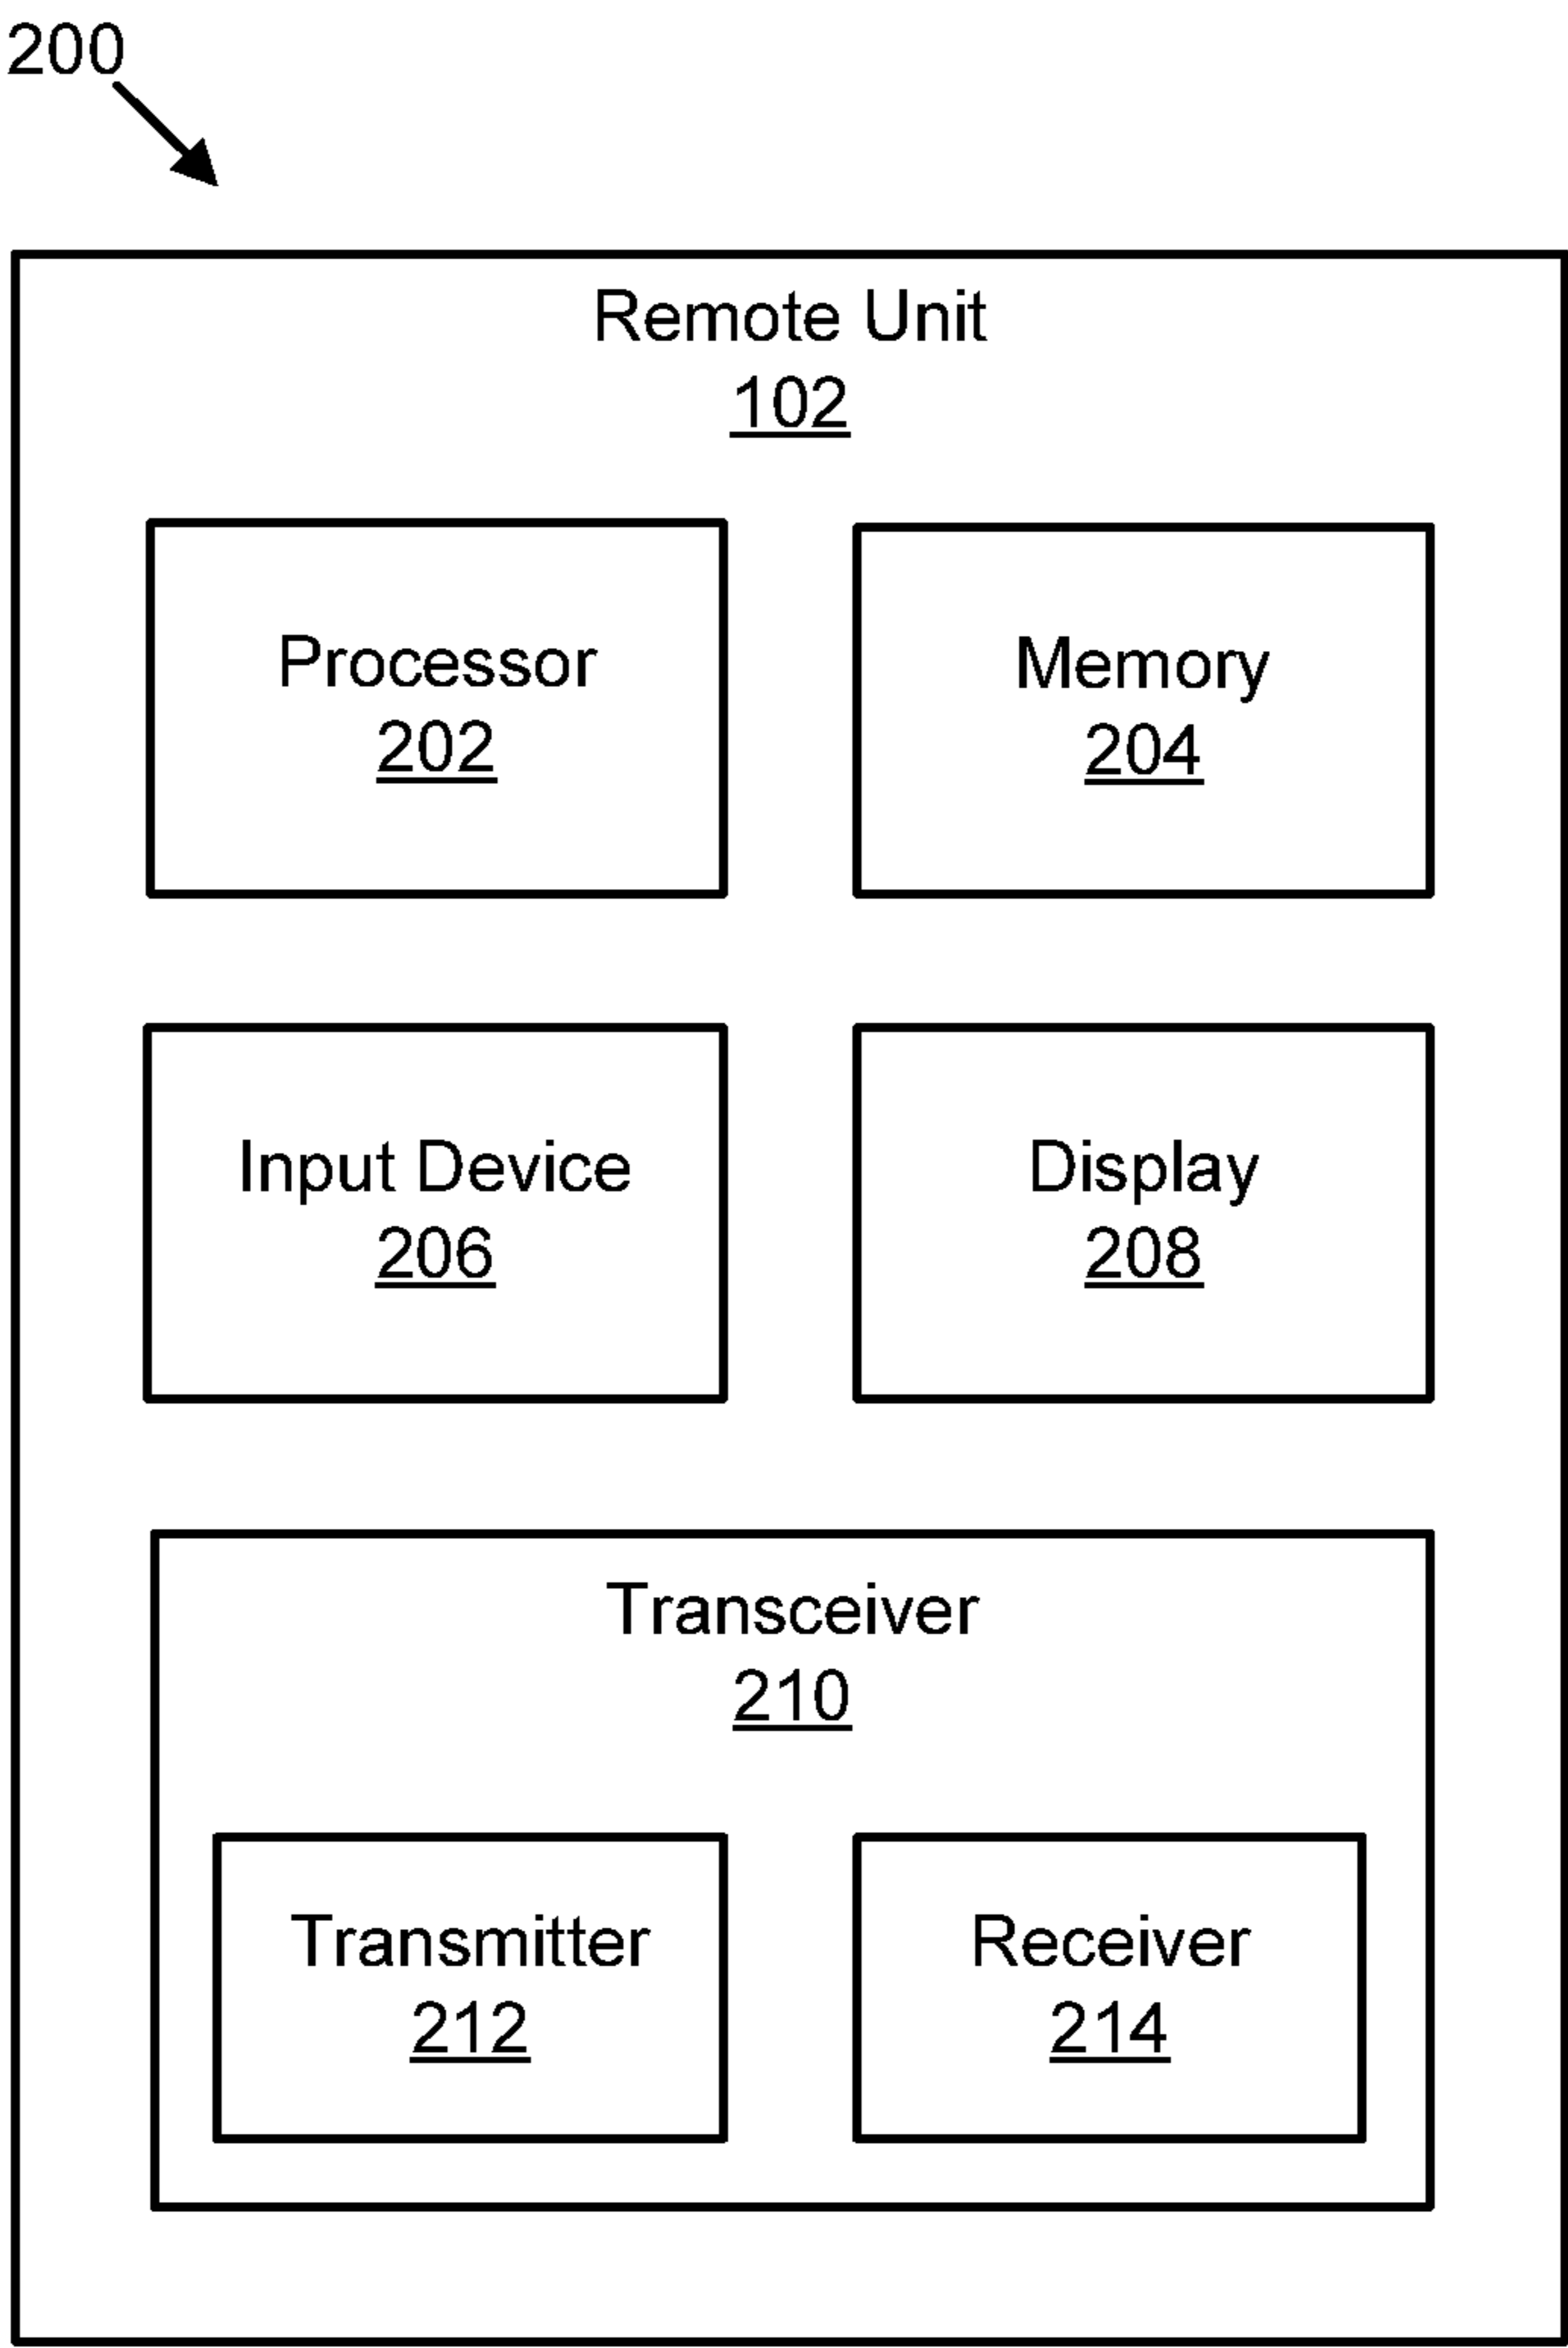 200
Remote Unit
102
Processor
202
Memory
204
Input Device
206
Display
208
Transceiver
210
Transmitter
212
Receiver
214